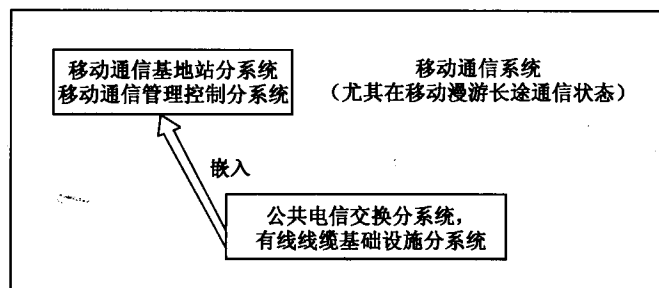 移动通信基地站分系统
移动通信管理控制分系统
移动通信系统
（尤其在移动漫游长途通信状态）
嵌入
公共电信交换分系统，
有线线缆基础设施分系统